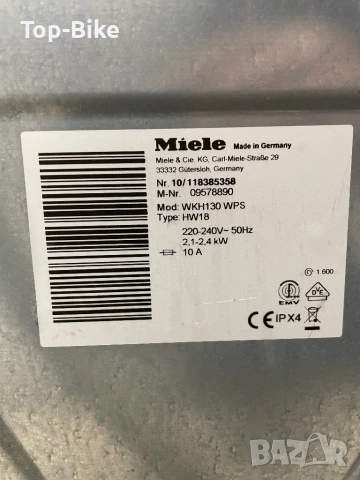 Top-Bike
Miele Made in Germany
Miele & Cie. KG, Carl-Miele-Straße 29
33332 Gütersloh, Germany
Nr. 10/118385358
M-Nr. 09578890
Mod: WKH130 WPS
Type: HW18
220-240V~ 50Hz
2,1-2,4 kW
10 A
1 600
EMV
DVE
CE IPX4
BAZAR